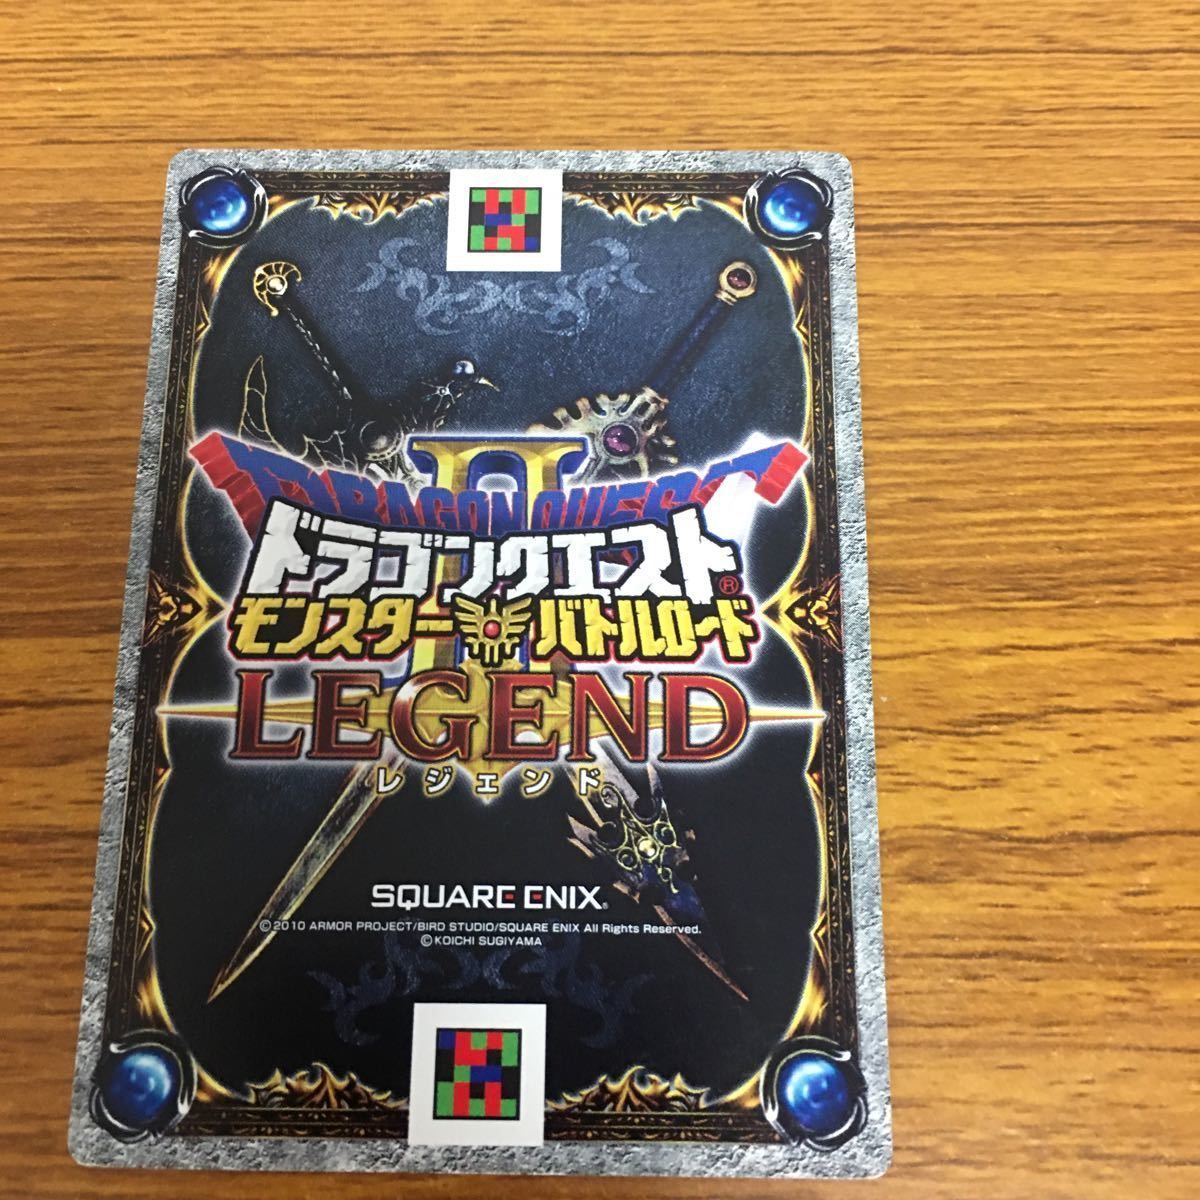 II
DRAGON QUEST
ドラゴンクエスト®
モンスター バトルロード
II
LEGEND
レジェンド
SQUARE ENIX®
©2010 ARMOR PROJECT/BIRD STUDIO/SQUARE ENIX All Rights Reserved.
©KOICHI SUGIYAMA